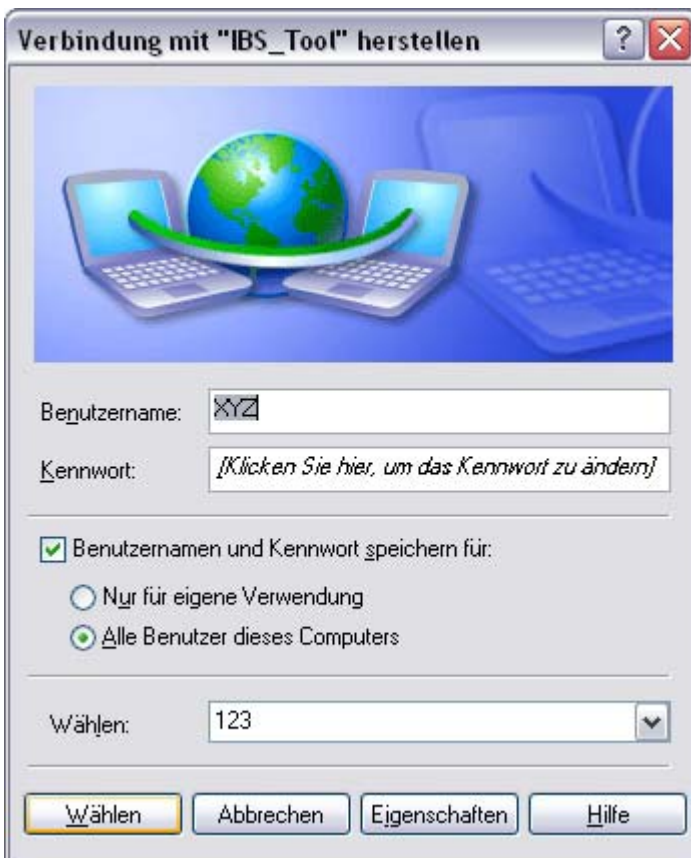 Verbindung mit "IBS_Tool" herstellen
Benutzername: XYZ
Kennwort: [Klicken Sie hier, um das Kennwort zu ändern]
Benutzernamen und Kennwort speichern für:
Nur für eigene Verwendung
Alle Benutzer dieses Computers
Wählen: 123
Wählen Abbrechen Eigenschaften Hilfe